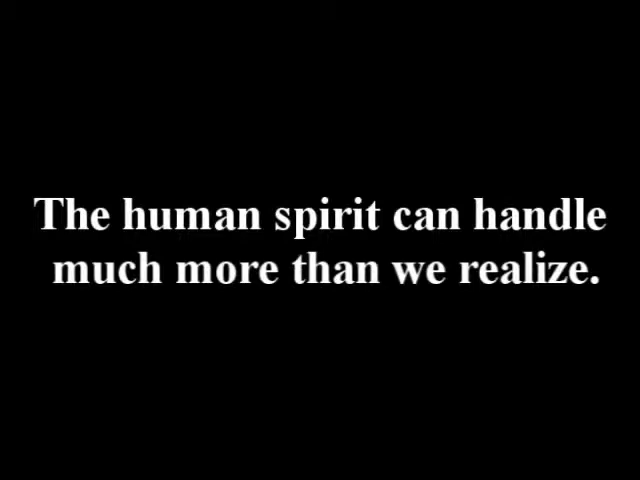 The human spirit can handle
much more than we realize.